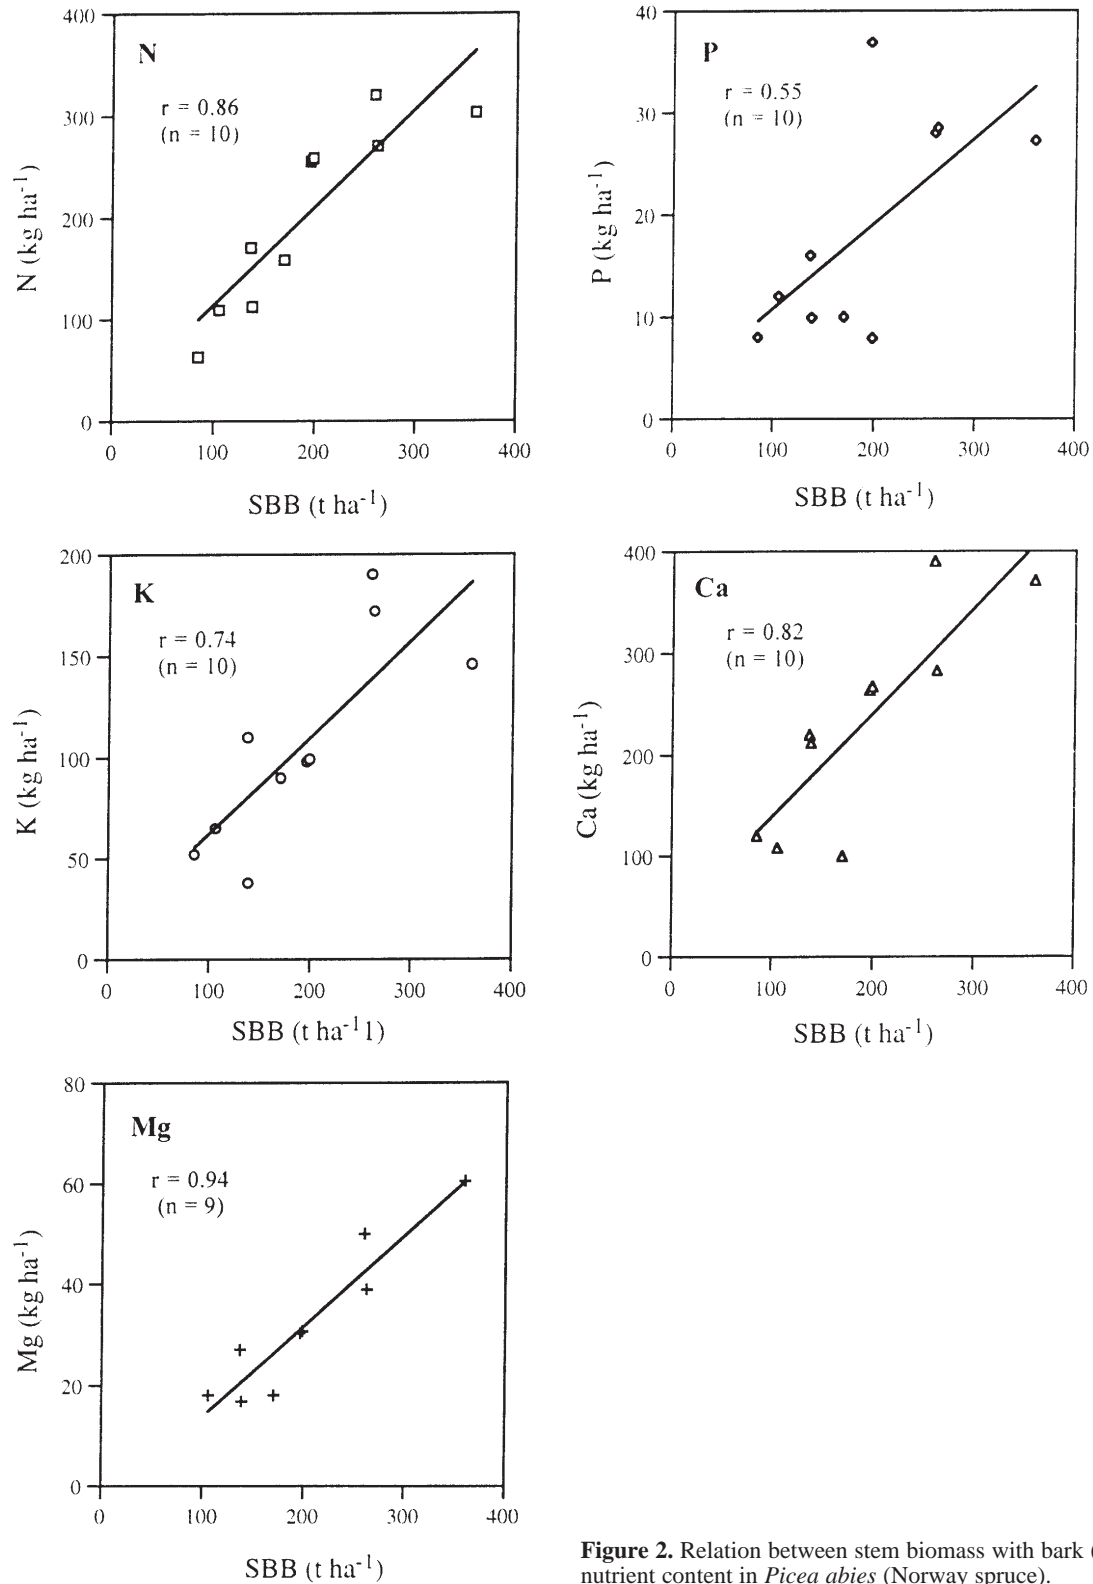 N
r = 0.86
(n = 10)
400
300
200
100
0
N (kg ha⁻¹)
0 100 200 300 400
SBB (t ha⁻¹)
P
r = 0.55
(n = 10)
40
30
20
10
0
P (kg ha⁻¹)
0 100 200 300 400
SBB (t ha⁻¹)
K
r = 0.74
(n = 10)
200
150
100
50
0
K (kg ha⁻¹)
0 100 200 300 400
SBB (t ha⁻¹1)
Ca
r = 0.82
(n = 10)
400
300
200
100
0
Ca (kg ha⁻¹)
0 100 200 300 400
SBB (t ha⁻¹)
Mg
r = 0.94
(n = 9)
80
60
40
20
0
Mg (kg ha⁻¹)
0 100 200 300 400
SBB (t ha⁻¹)
Figure 2. Relation between stem biomass with bark (
nutrient content in Picea abies (Norway spruce).